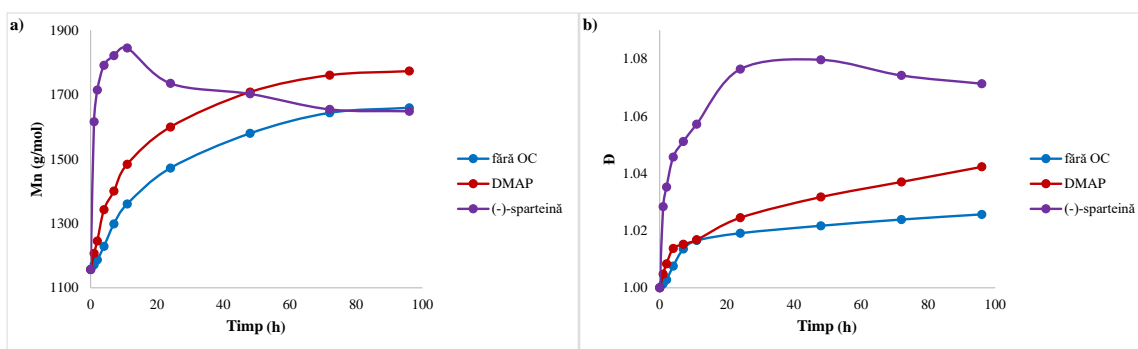 a)
1900
1700
1500
1300
1100
Mn (g/mol)
0
20
40
60
80
100
Timp (h)
fără OC
DMAP
(-)-sparteină
b)
1.08
1.06
1.04
1.02
1.00
Đ
0
20
40
60
80
100
Timp (h)
fără OC
DMAP
(-)-sparteină